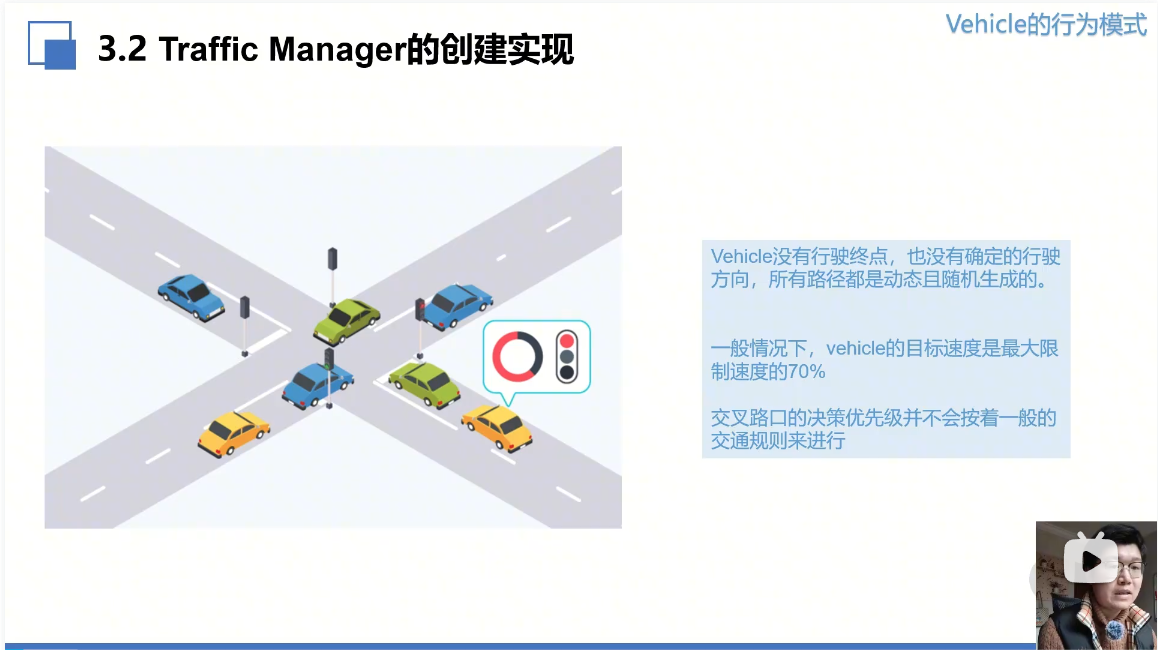 Vehicle的行为模式
3.2 Traffic Manager的创建实现
Vehicle没有行驶终点，也没有确定的行驶
方向，所有路径都是动态且随机生成的。
一般情况下，vehicle的目标速度是最大限
制速度的70%
交叉路口的决策优先级并不会按着一般的
交通规则来进行